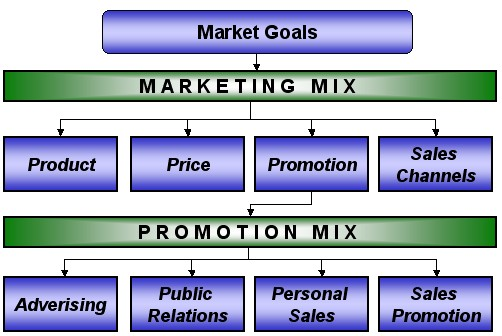 Market Goals
MARKETING MIX
Product
Price
Promotion
Sales
Channels
PROMOTION MIX
Adverising
Public
Relations
Personal
Sales
Sales
Promotion